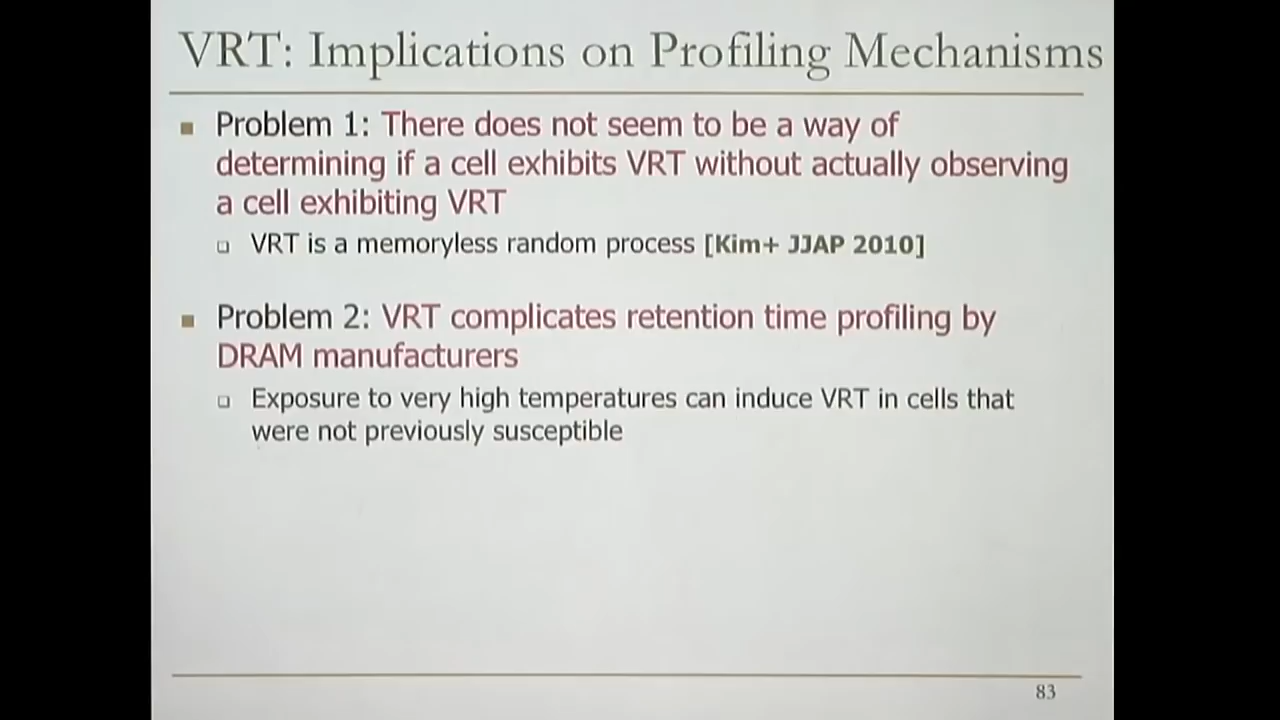 VRT: Implications on Profiling Mechanisms
Problem 1: There does not seem to be a way of
determining if a cell exhibits VRT without actually observing
a cell exhibiting VRT
VRT is a memoryless random process [Kim+ JJAP 2010]
Problem 2: VRT complicates retention time profiling by
DRAM manufacturers
Exposure to very high temperatures can induce VRT in cells that
were not previously susceptible
83